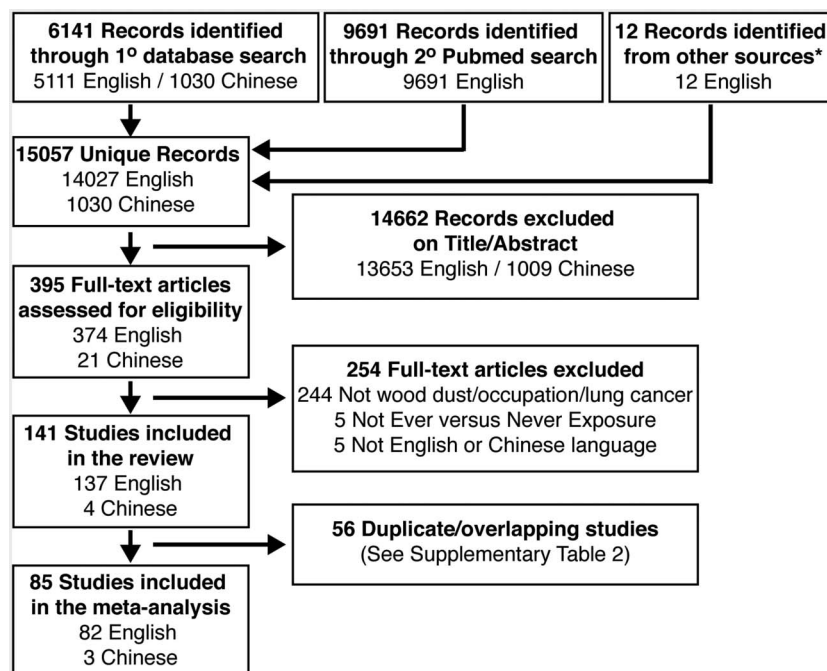 6141 Records identified
through 1º database search
5111 English / 1030 Chinese
9691 Records identified
through 2º Pubmed search
9691 English
12 Records identified
from other sources*
12 English
15057 Unique Records
14027 English
1030 Chinese
14662 Records excluded
on Title/Abstract
13653 English / 1009 Chinese
395 Full-text articles
assessed for eligibility
374 English
21 Chinese
254 Full-text articles excluded
244 Not wood dust/occupation/lung cancer
5 Not Ever versus Never Exposure
5 Not English or Chinese language
141 Studies included
in the review
137 English
4 Chinese
56 Duplicate/overlapping studies
(See Supplementary Table 2)
85 Studies included
in the meta-analysis
82 English
3 Chinese